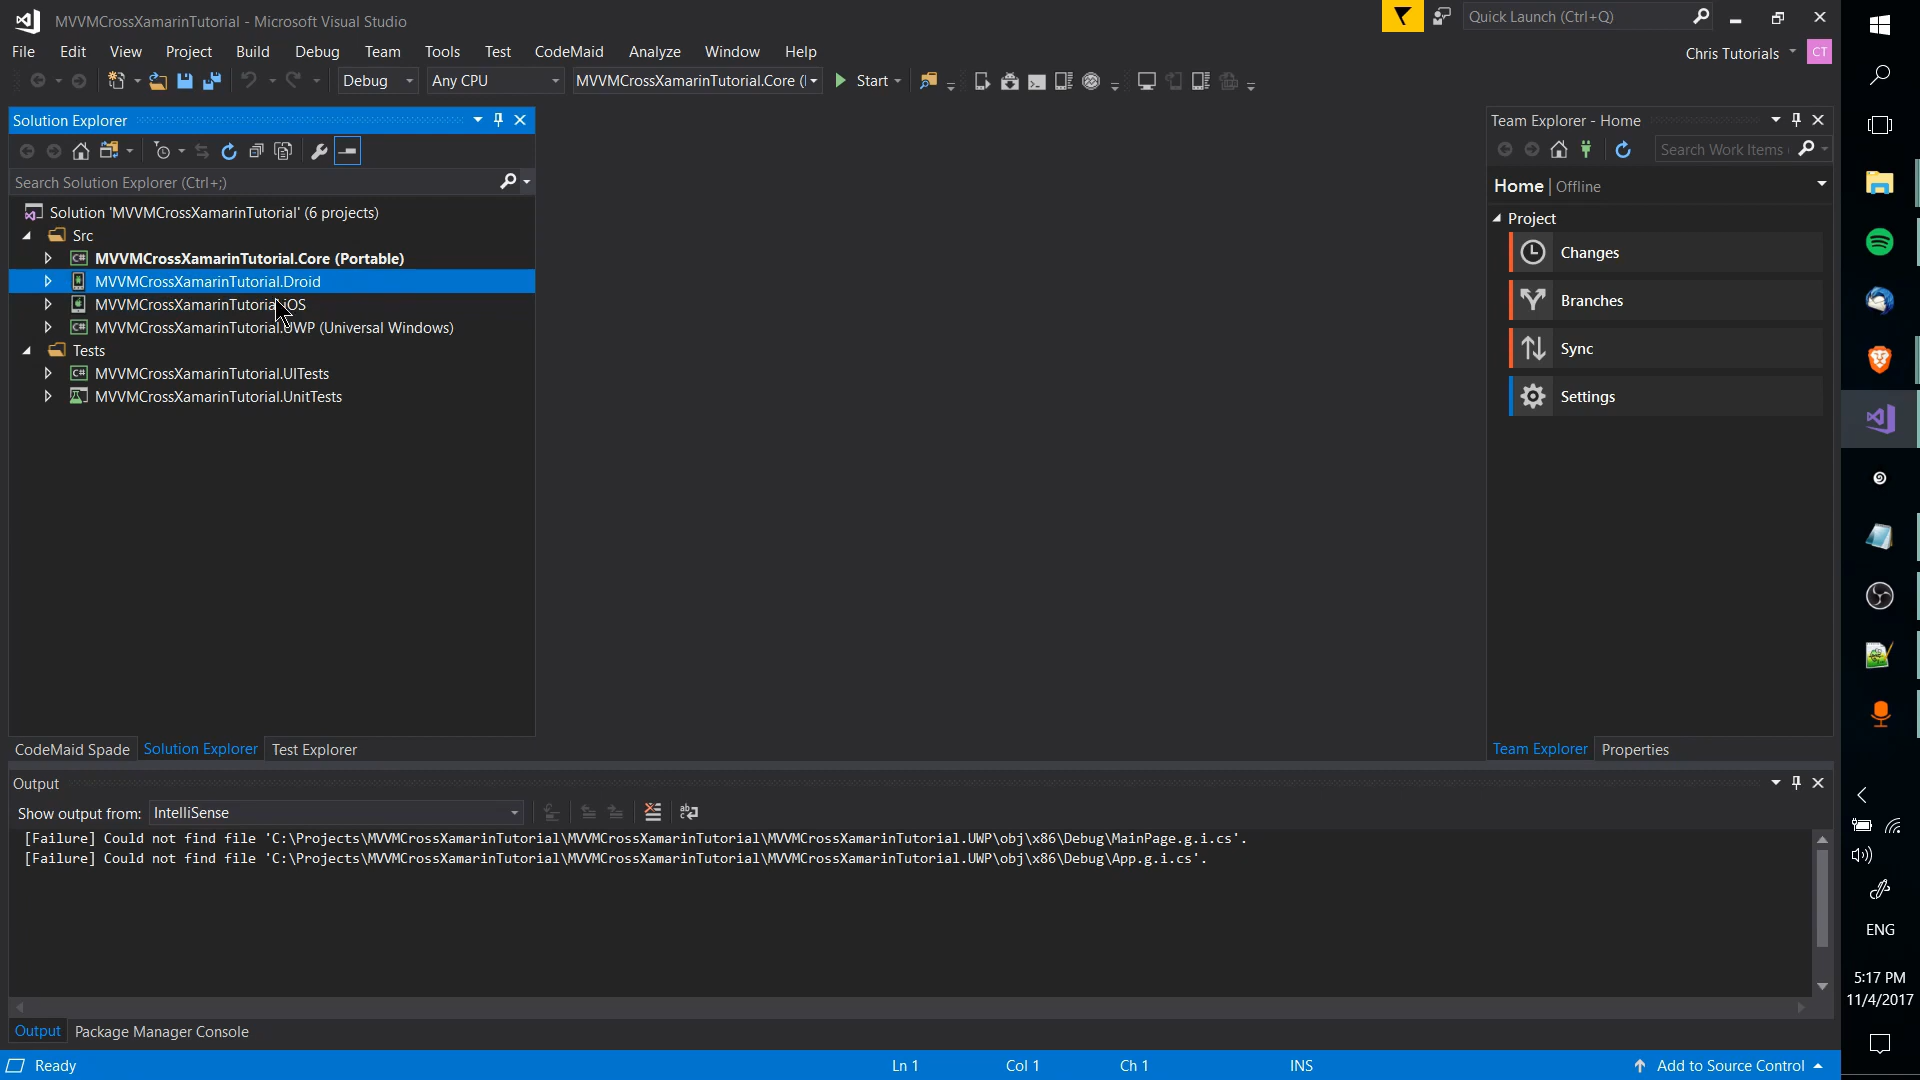 MVVMCrossXamarinTutorial - Microsoft Visual Studio
Quick Launch (Ctrl+Q)
File Edit View Project Build Debug Team Tools Test CodeMaid Analyze Window Help
Chris Tutorials CT
Debug Any CPU MVVMCrossXamarinTutorial.Core ( Start
Solution Explorer
Search Solution Explorer (Ctrl+;)
Solution 'MVVMCrossXamarinTutorial' (6 projects)
Src
MVVMCrossXamarinTutorial.Core (Portable)
MVVMCrossXamarinTutorial.Droid
MVVMCrossXamarinTutorial.iOS
MVVMCrossXamarinTutorial.UWP (Universal Windows)
Tests
MVVMCrossXamarinTutorial.UITests
MVVMCrossXamarinTutorial.UnitTests
CodeMaid Spade Solution Explorer Test Explorer
Team Explorer - Home
Search Work Items (
Home | Offline
Project
Changes
Branches
Sync
Settings
Team Explorer Properties
Output
Show output from: IntelliSense
[Failure] Could not find file 'C:\Projects\MVVMCrossXamarinTutorial\MVVMCrossXamarinTutorial\MVVMCrossXamarinTutorial.UWP\obj\x86\Debug\MainPage.g.i.cs'.
[Failure] Could not find file 'C:\Projects\MVVMCrossXamarinTutorial\MVVMCrossXamarinTutorial\MVVMCrossXamarinTutorial.UWP\obj\x86\Debug\App.g.i.cs'.
Output Package Manager Console
Ready Ln 1 Col 1 Ch 1 INS Add to Source Control
ENG
5:17 PM
11/4/2017